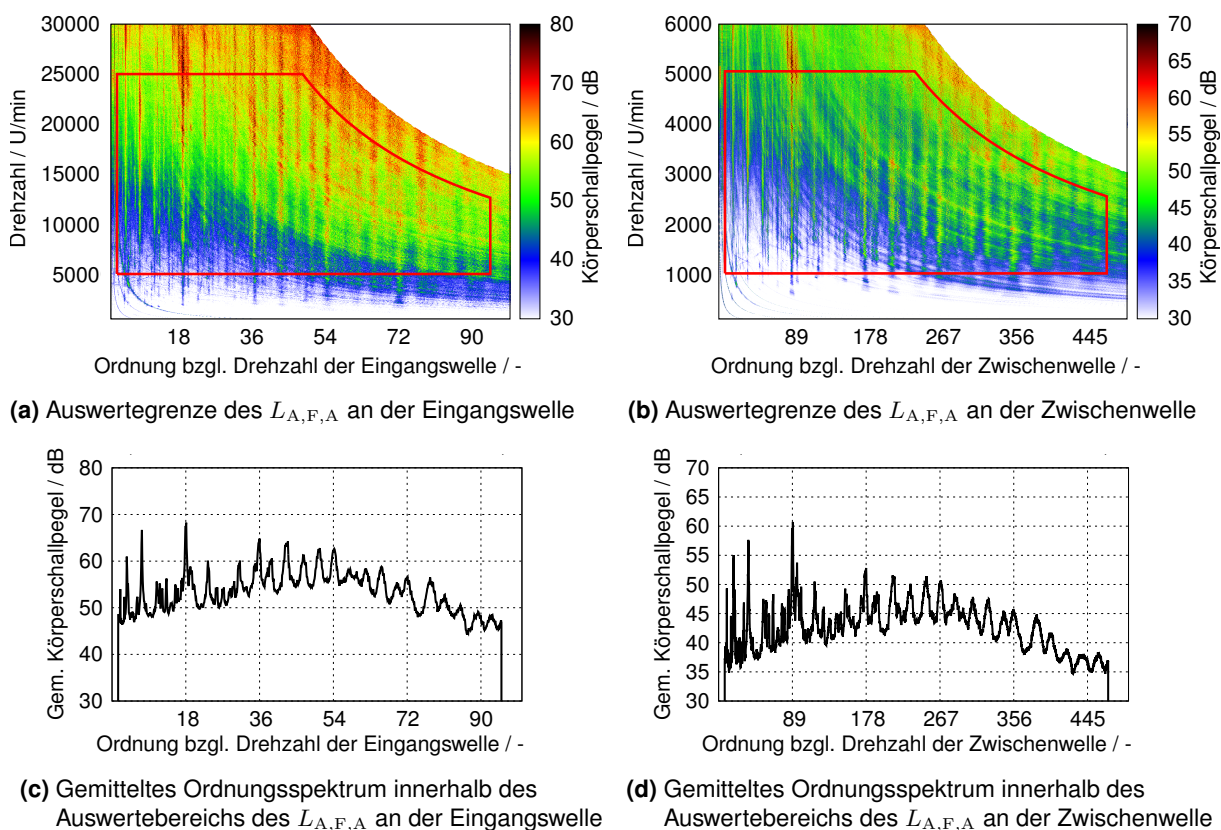 30000
25000
20000
15000
10000
5000
Drehzahl / U/min
18 36 54 72 90
Ordnung bzgl. Drehzahl der Eingangswelle / -
80
70
60
50
40
30
Körperschallpegel / dB
(a) Auswertegrenze des L_A,F,A an der Eingangswelle
6000
5000
4000
3000
2000
1000
Drehzahl / U/min
89 178 267 356 445
Ordnung bzgl. Drehzahl der Zwischenwelle / -
70
65
60
55
50
45
40
35
30
Körperschallpegel / dB
(b) Auswertegrenze des L_A,F,A an der Zwischenwelle
80
70
60
50
40
30
Gem. Körperschallpegel / dB
18 36 54 72 90
Ordnung bzgl. Drehzahl der Eingangswelle / -
(c) Gemitteltes Ordnungsspektrum innerhalb des
Auswertebereichs des L_A,F,A an der Eingangswelle
70
65
60
55
50
45
40
35
30
Gem. Körperschallpegel / dB
89 178 267 356 445
Ordnung bzgl. Drehzahl der Zwischenwelle / -
(d) Gemitteltes Ordnungsspektrum innerhalb des
Auswertebereichs des L_A,F,A an der Zwischenwelle